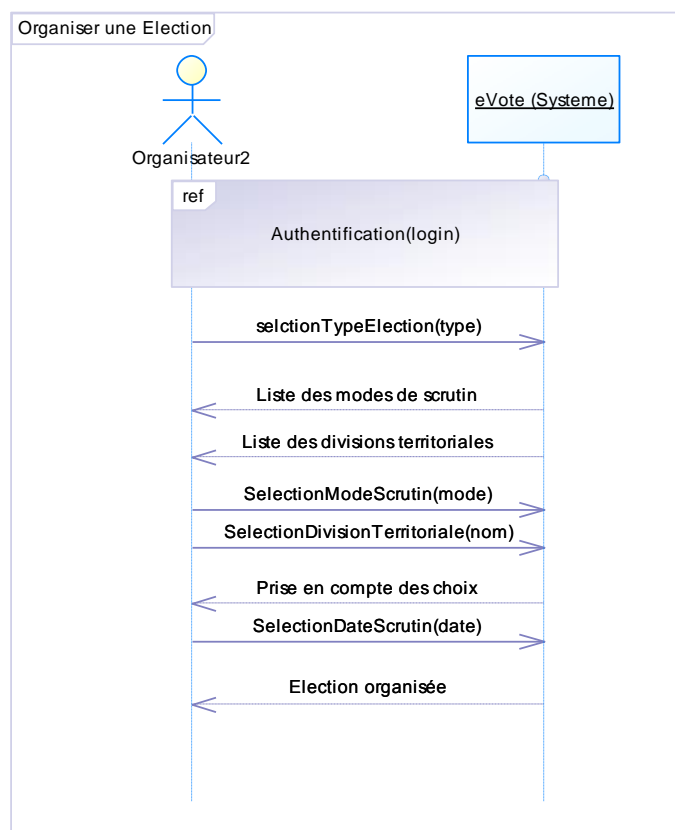 Organiser une Election
eVote (Systeme)
Organisateur2
ref
Authentification(login)
selctionTypeElection(type)
Liste des modes de scrutin
Liste des divisions territoriales
SelectionModeScrutin(mode)
SelectionDivisionTerritoriale(nom)
Prise en compte des choix
SelectionDateScrutin(date)
Election organisée